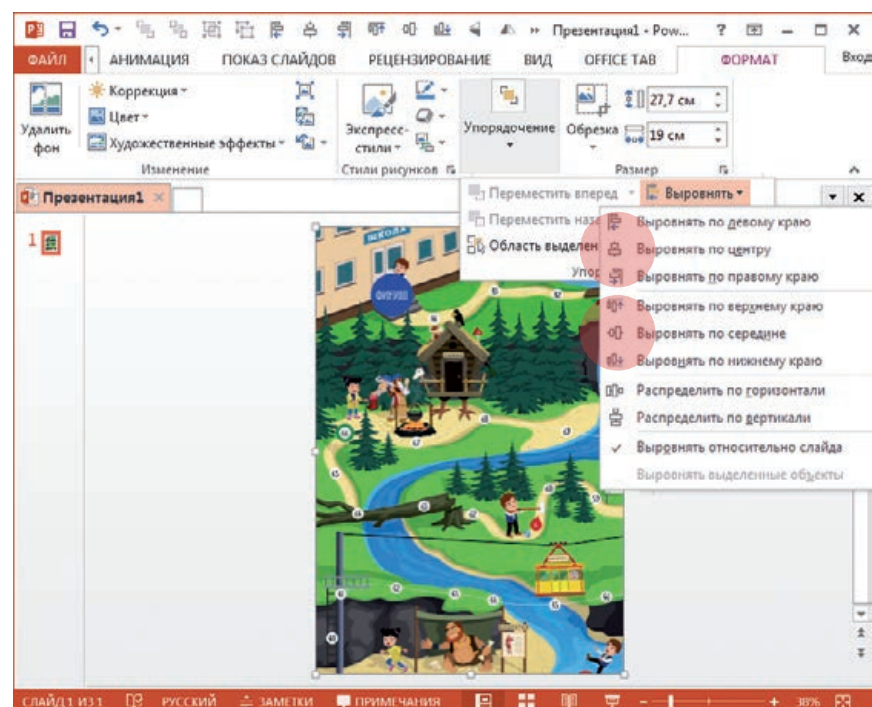 Презентация1 - Pow... ?
ФАЙЛ АНИМАЦИЯ ПОКАЗ СЛАЙДОВ РЕЦЕНЗИРОВАНИЕ ВИД OFFICE TAB ФОРМАТ Вход
Удалить фон
Коррекция
Цвет
Художественные эффекты
Изменение
Экспресс-стили
Стили рисунков
Упорядочение
Обрезка
27,7 см
19 см
Размер
Презентация1
Переместить вперед Выровнять
Переместить наза
Область выделен
Упор
Выровнять по левому краю
Выровнять по центру
Выровнять по правому краю
Выровнять по верхнему краю
Выровнять по середине
Выровнять по нижнему краю
Распределить по горизонтали
Распределить по вертикали
Выровнять относительно слайда
Выровнять выделенные объекты
1
ШКОЛА
ФИНИШ
СЛАЙД 1 ИЗ 1 РУССКИЙ ЗАМЕТКИ ПРИМЕЧАНИЯ 38%